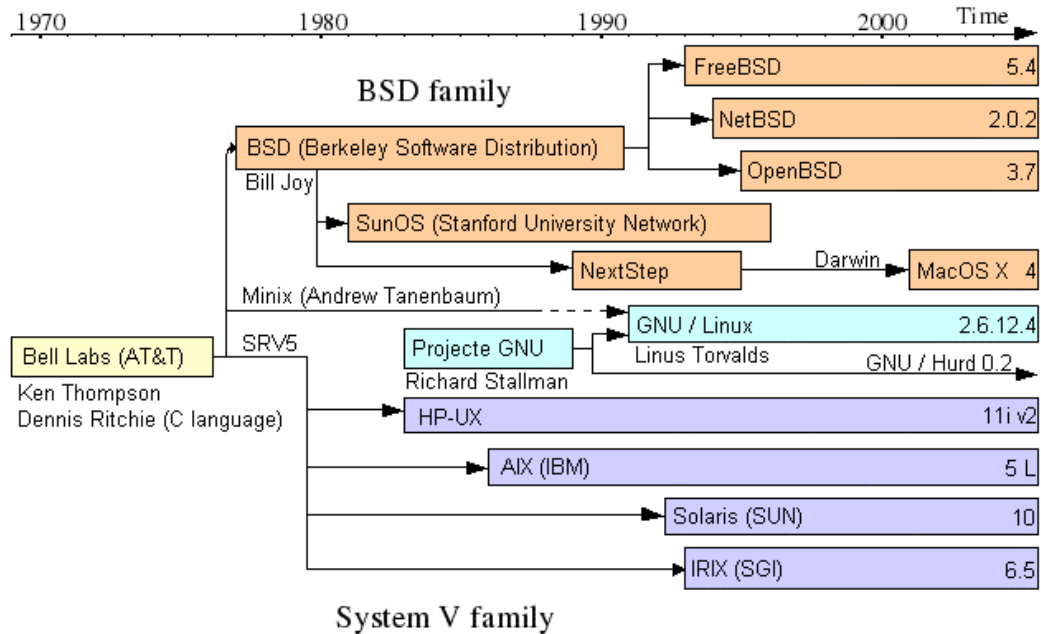 1970 1980 1990 2000 Time
FreeBSD 5.4
BSD family
NetBSD 2.0.2
BSD (Berkeley Software Distribution)
OpenBSD 3.7
Bill Joy
SunOS (Stanford University Network)
NextStep Darwin MacOS X 4
Minix (Andrew Tanenbaum)
GNU / Linux 2.6.12.4
SRV5
Bell Labs (AT&T)
Projecte GNU
Linus Torvalds
GNU / Hurd 0.2
Richard Stallman
Ken Thompson
Dennis Ritchie (C language)
HP-UX 11i v2
AIX (IBM) 5 L
Solaris (SUN) 10
IRIX (SGI) 6.5
System V family